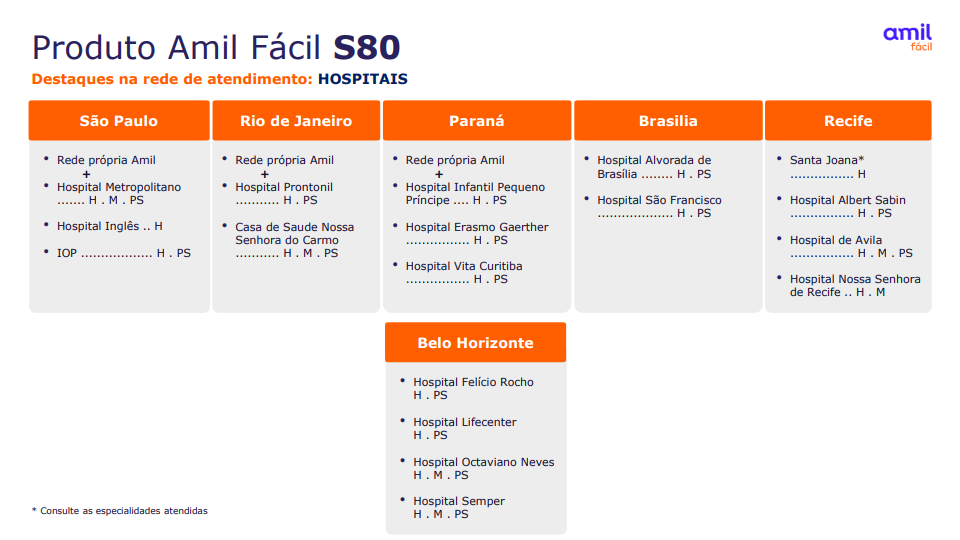 Produto Amil Fácil S80
amil
fácil
Destaques na rede de atendimento: HOSPITAIS
São Paulo
• Rede própria Amil
+
• Hospital Metropolitano
....... H . M . PS
• Hospital Inglês .. H
• IOP .................. H . PS
Rio de Janeiro
• Rede própria Amil
+
• Hospital Prontonil
........... H . PS
• Casa de Saude Nossa
Senhora do Carmo
........... H . M . PS
Paraná
• Rede própria Amil
+
• Hospital Infantil Pequeno
Príncipe .... H . PS
• Hospital Erasmo Gaerther
................ H . PS
• Hospital Vita Curitiba
................ H . PS
Brasilia
• Hospital Alvorada de
Brasília ........ H . PS
• Hospital São Francisco
................... H . PS
Recife
• Santa Joana*
................ H
• Hospital Albert Sabin
................ H . PS
• Hospital de Avila
................ H . M . PS
• Hospital Nossa Senhora
de Recife .. H . M
Belo Horizonte
• Hospital Felício Rocho
H . PS
• Hospital Lifecenter
H . PS
• Hospital Octaviano Neves
H . M . PS
• Hospital Semper
H . M . PS
* Consulte as especialidades atendidas